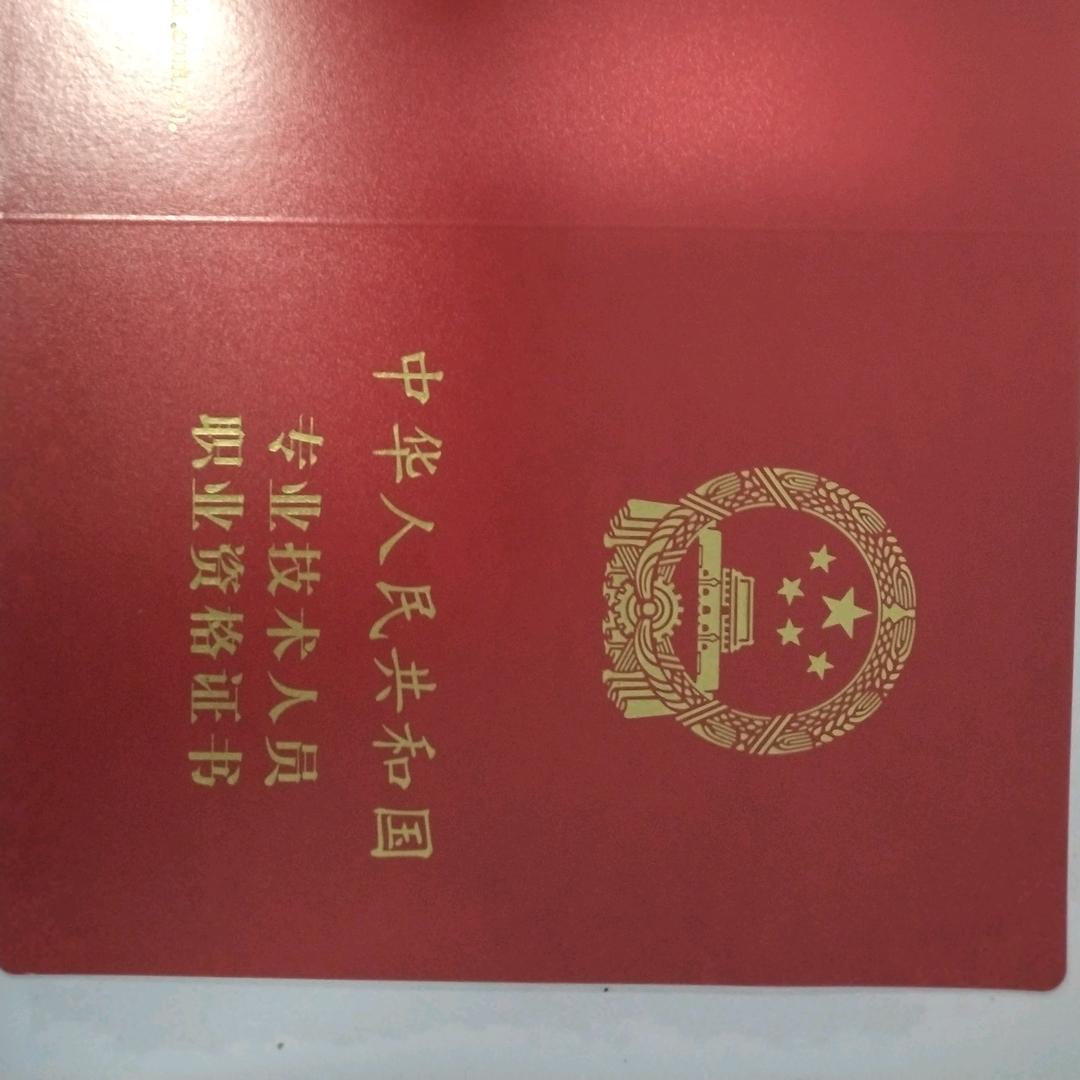 中华人民共和国
专业技术人员
职业资格证书